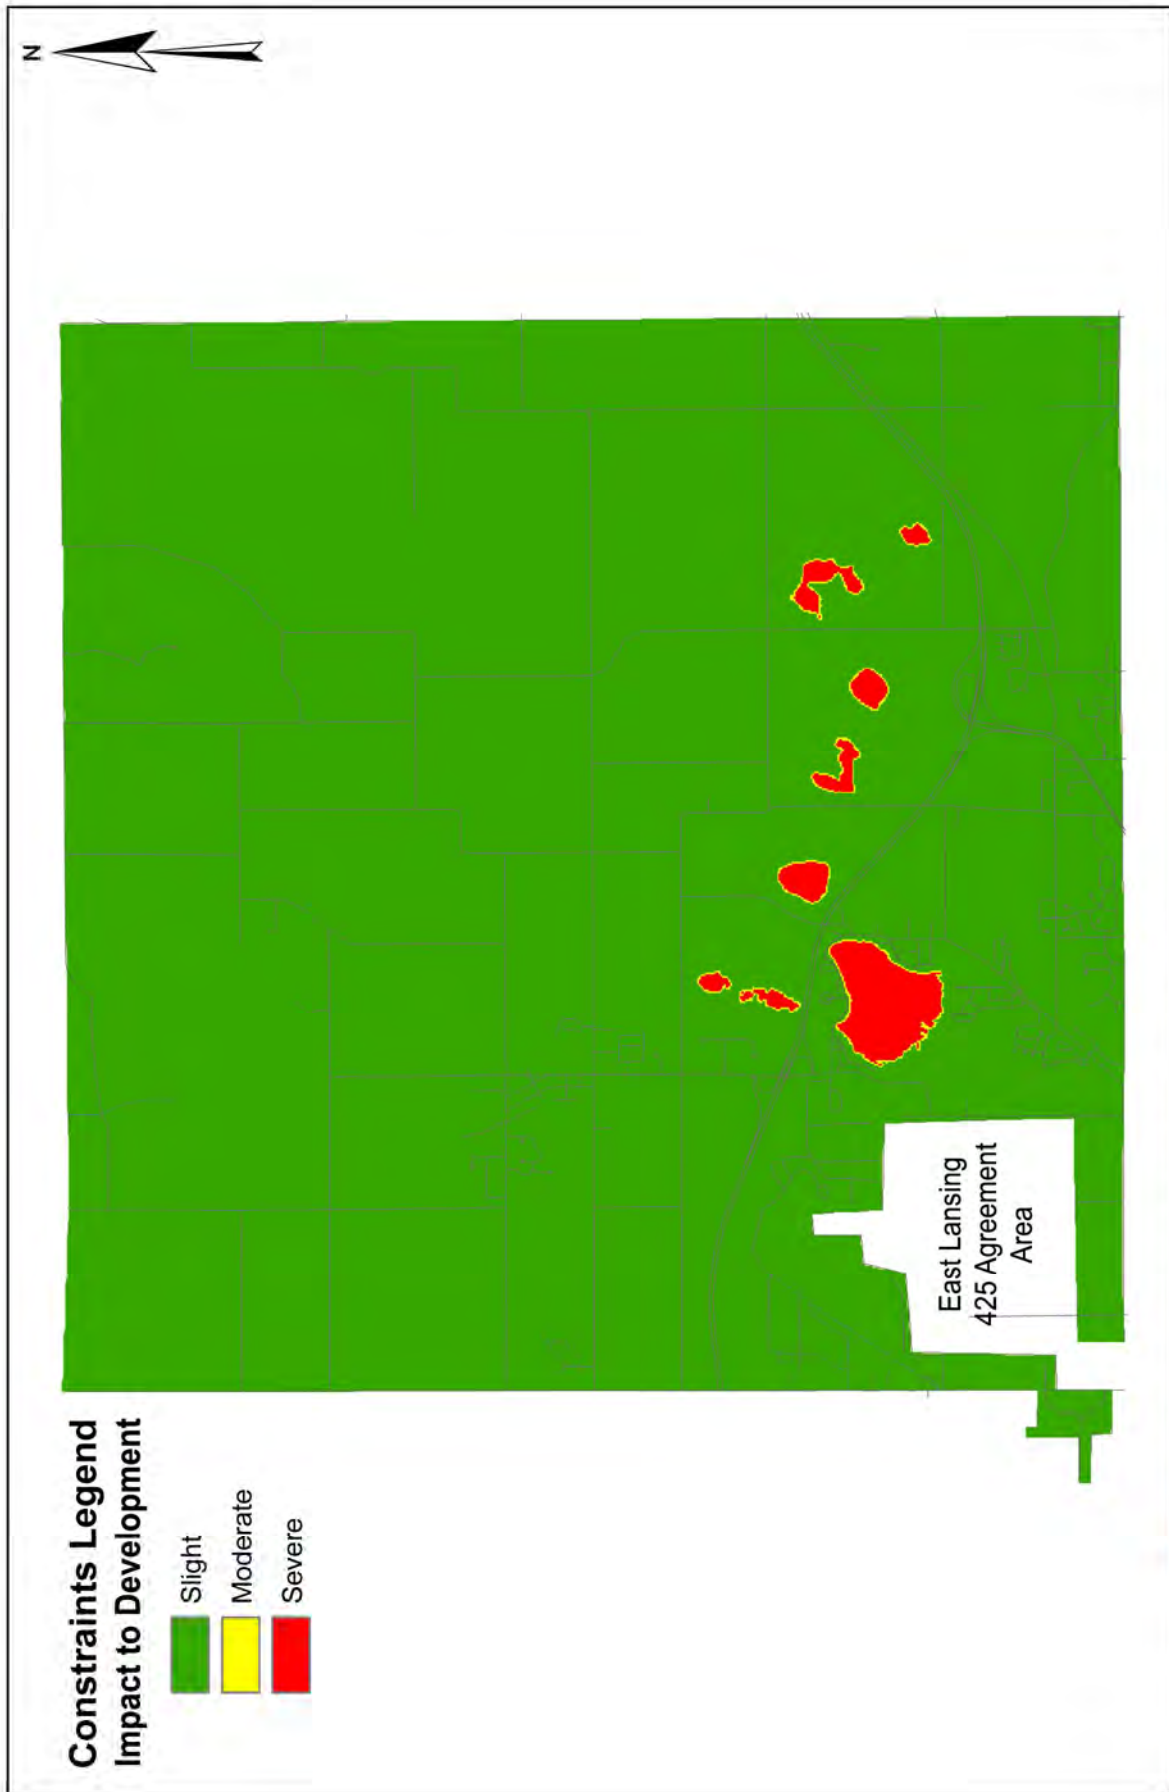 Constraints Legend
Impact to Development
Slight
Moderate
Severe
East Lansing
425 Agreement
Area
N